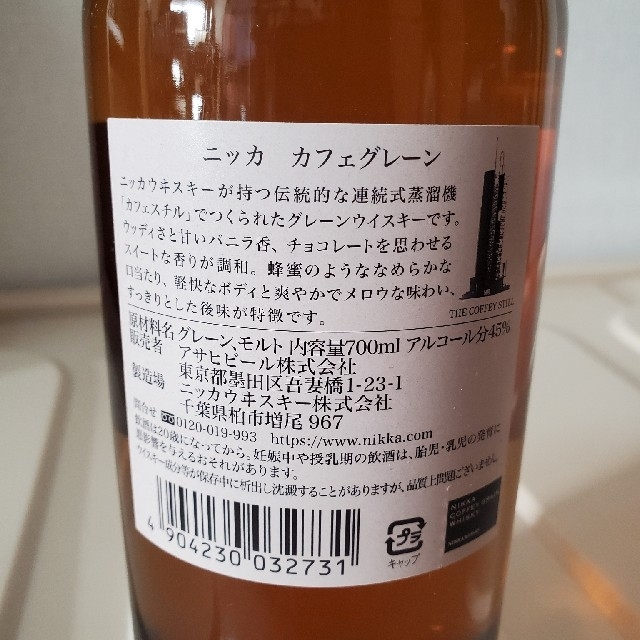 ニッカ カフェグレーン
ニッカウヰスキーが持つ伝統的な連続式蒸溜機
「カフェスチル」でつくられたグレーンウイスキーです。
ウッディさと甘いバニラ香、チョコレートを思わせる
スイートな香りが調和。蜂蜜のようななめらかな
口当たり、軽快なボディと爽やかでメロウな味わい、
すっきりとした後味が特徴です。
THE COFFEY STILL
原材料名 グレーン、モルト 内容量700ml アルコール分45%
販売者 アサヒビール株式会社
東京都墨田区吾妻橋1-23-1
製造場 ニッカウヰスキー株式会社
千葉県柏市増尾967
問合せ 0120-019-993 https://www.nikka.com
飲酒は20歳になってから。妊娠中や授乳期の飲酒は、胎児・乳児の発育に
悪影響を与えるおそれがあります。
ウイスキー成分等が保存中に析出し沈澱することがありますが、品質上問題ございません。
4 904230 032731
プラ
キャップ
NIKKA
COFFEY GRAIN
WHISKY